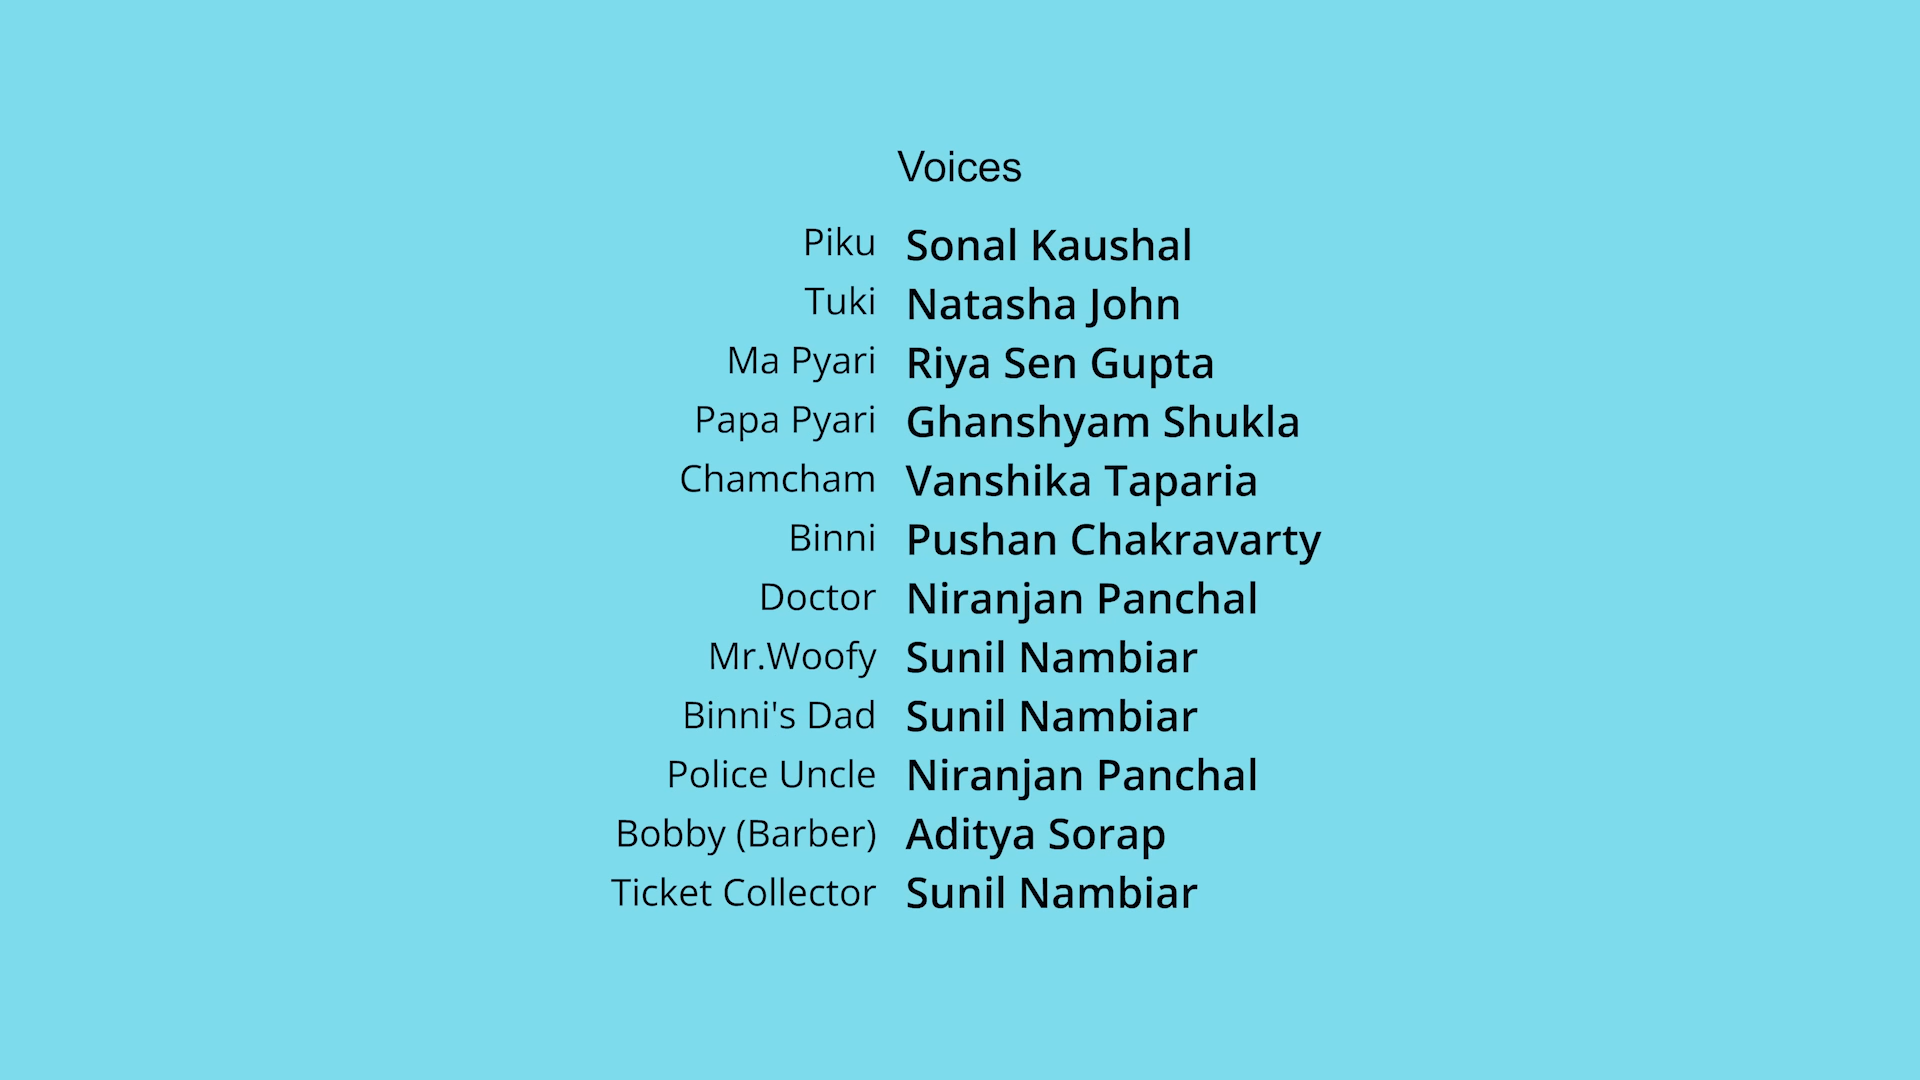 Voices
Piku Sonal Kaushal
Tuki Natasha John
Ma Pyari Riya Sen Gupta
Papa Pyari Ghanshyam Shukla
Chamcham Vanshika Taparia
Binni Pushan Chakravarty
Doctor Niranjan Panchal
Mr.Woofy Sunil Nambiar
Binni's Dad Sunil Nambiar
Police Uncle Niranjan Panchal
Bobby (Barber) Aditya Sorap
Ticket Collector Sunil Nambiar